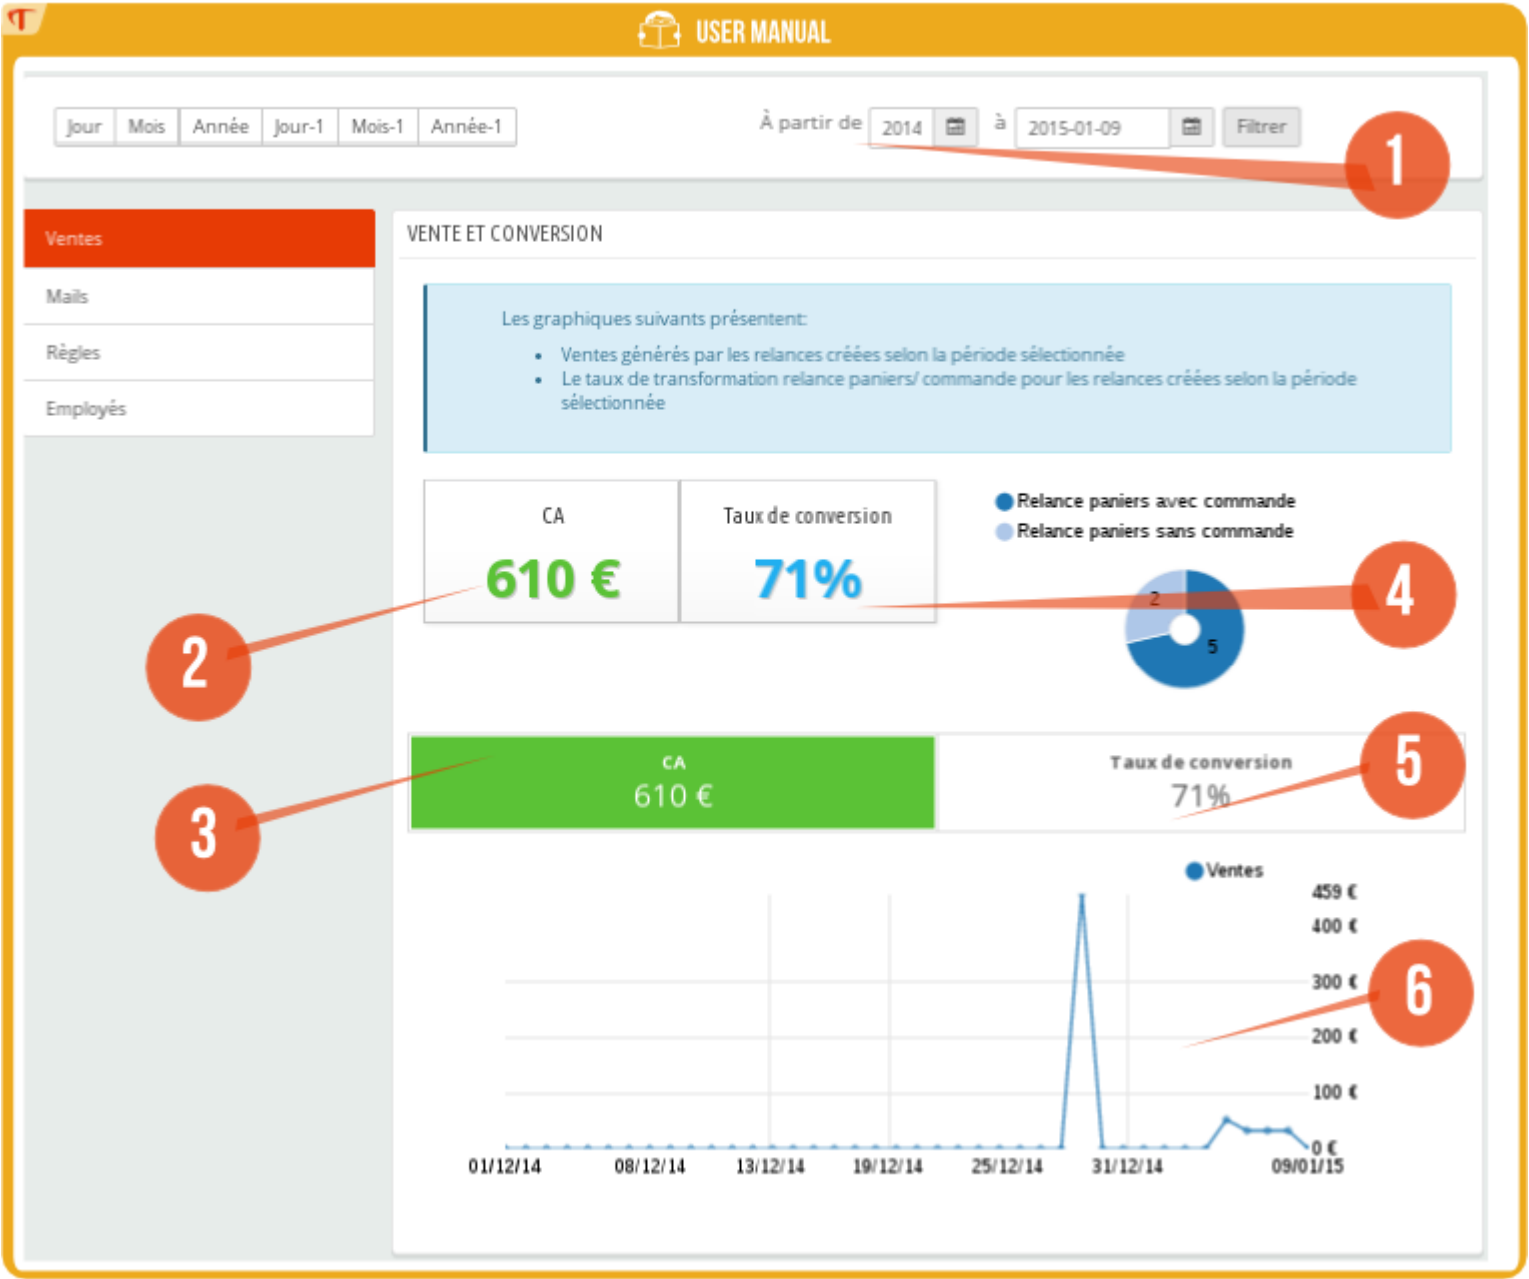 T
USER MANUAL
Jour Mois Année Jour-1 Mois-1 Année-1
À partir de 2014 à 2015-01-09 Filtrer
1
Ventes
Mails
Règles
Employés
VENTE ET CONVERSION
Les graphiques suivants présentent:
• Ventes générés par les relances créées selon la période sélectionnée
• Le taux de transformation relance paniers/ commande pour les relances créées selon la période
sélectionnée
CA
610 €
Taux de conversion
71%
Relance paniers avec commande
Relance paniers sans commande
2
5
4
2
CA
610 €
Taux de conversion
71%
5
3
Ventes
459 €
400 €
300 €
200 €
100 €
0 €
6
01/12/14 08/12/14 13/12/14 19/12/14 25/12/14 31/12/14 09/01/15